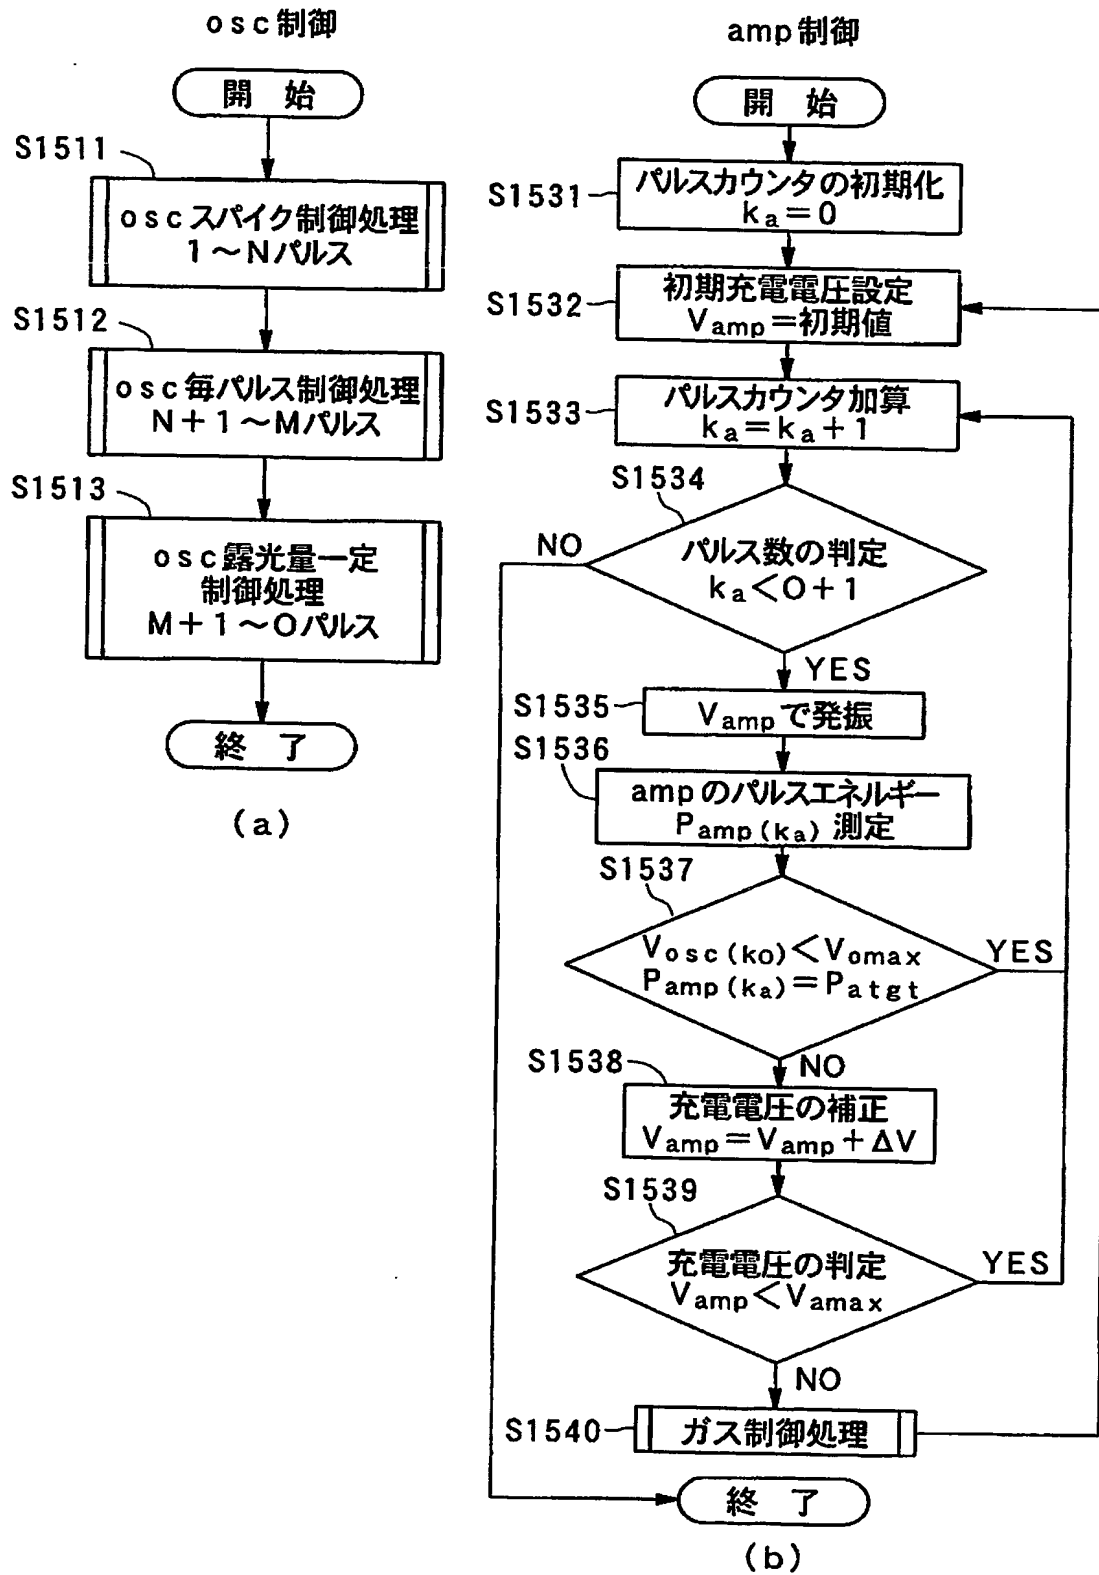 osc制御
開 始
S1511
oscスパイク制御処理
1～Nパルス
S1512
osc毎パルス制御処理
N+1～Mパルス
S1513
osc露光量一定
制御処理
M+1～Oパルス
終 了
(a)
amp制御
開 始
S1531
パルスカウンタの初期化
ka=0
S1532
初期充電電圧設定
Vamp=初期値
S1533
パルスカウンタ加算
ka=ka+1
S1534
NO
パルス数の判定
ka<O+1
YES
S1535
Vampで発振
S1536
ampのパルスエネルギー
Pamp(ka)測定
S1537
Vosc(ko)<Vomax
Pamp(ka)=Patgt
YES
NO
S1538
充電電圧の補正
Vamp=Vamp+ΔV
S1539
充電電圧の判定
Vamp<Vamax
YES
NO
S1540
ガス制御処理
終 了
(b)